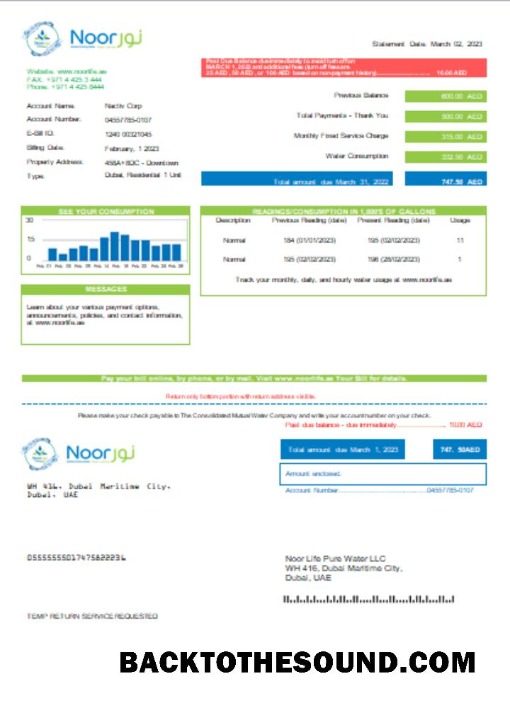 Noor نور
Statement Date: March 02, 2023
Website: www.noorlife.ae
FAX: +971 4 425 3 444
Phone: +971 4 425 6444
Past Due Balance due immediately to avoid turn off on
MARCH 1, 2022 and additional fees (turn off fees are
25 AED, 50 AED, or 100 AED based on non-payment history)
10.00 AED
Previous Balance 600.00 AED
Total Payments - Thank You 500.00 AED
Monthly Fixed Service Charge 315.00 AED
Water Consumption 332.50 AED
Total amount due March 31, 2022 747.50 AED
Account Name: Nactiv Corp
Account Number: 04557785-0107
E-Bill ID. 1240 00321045
Billing Date: February, 1 2023
Property Address: 458A+8QC - Downtown
Type: Dubai, Residential 1 Unit
SEE YOUR CONSUMPTION
30
15
0
READINGS/CONSUMPTION IN 1,000'S OF GALLONS
Description Previous Reading (date) Present Reading (date) Usage
Normal 184 (01/01/2023) 195 (02/02/2023) 11
Normal 195 (02/02/2023) 196 (28/02/2023) 1
Track your monthly, daily, and hourly water usage at www.noorlife.ae
MESSAGES
Learn about your various payment options,
announcements, policies, and contact information,
at www.noorlife.ae
Pay your bill online, by phone, or by mail. Visit www.noorlife.ae Your Bill for details.
Return only bottom portion with return address visible.
Please make your check payable to The Consolidated Mutual Water Company and write your account number on your check.
Past due balance - due immediately 10.00 AED
Noor نور
Total amount due March 1, 2023 747. 50AED
Amount enclosed:
Account Number 04557785-0107
WH 416, Dubai Maritime City,
Dubai, UAE
Noor Life Pure Water LLC
WH 416, Dubai Maritime City,
Dubai, UAE
TEMP RETURN SERVICE REQUESTED
BACKTOTHESOUND.COM